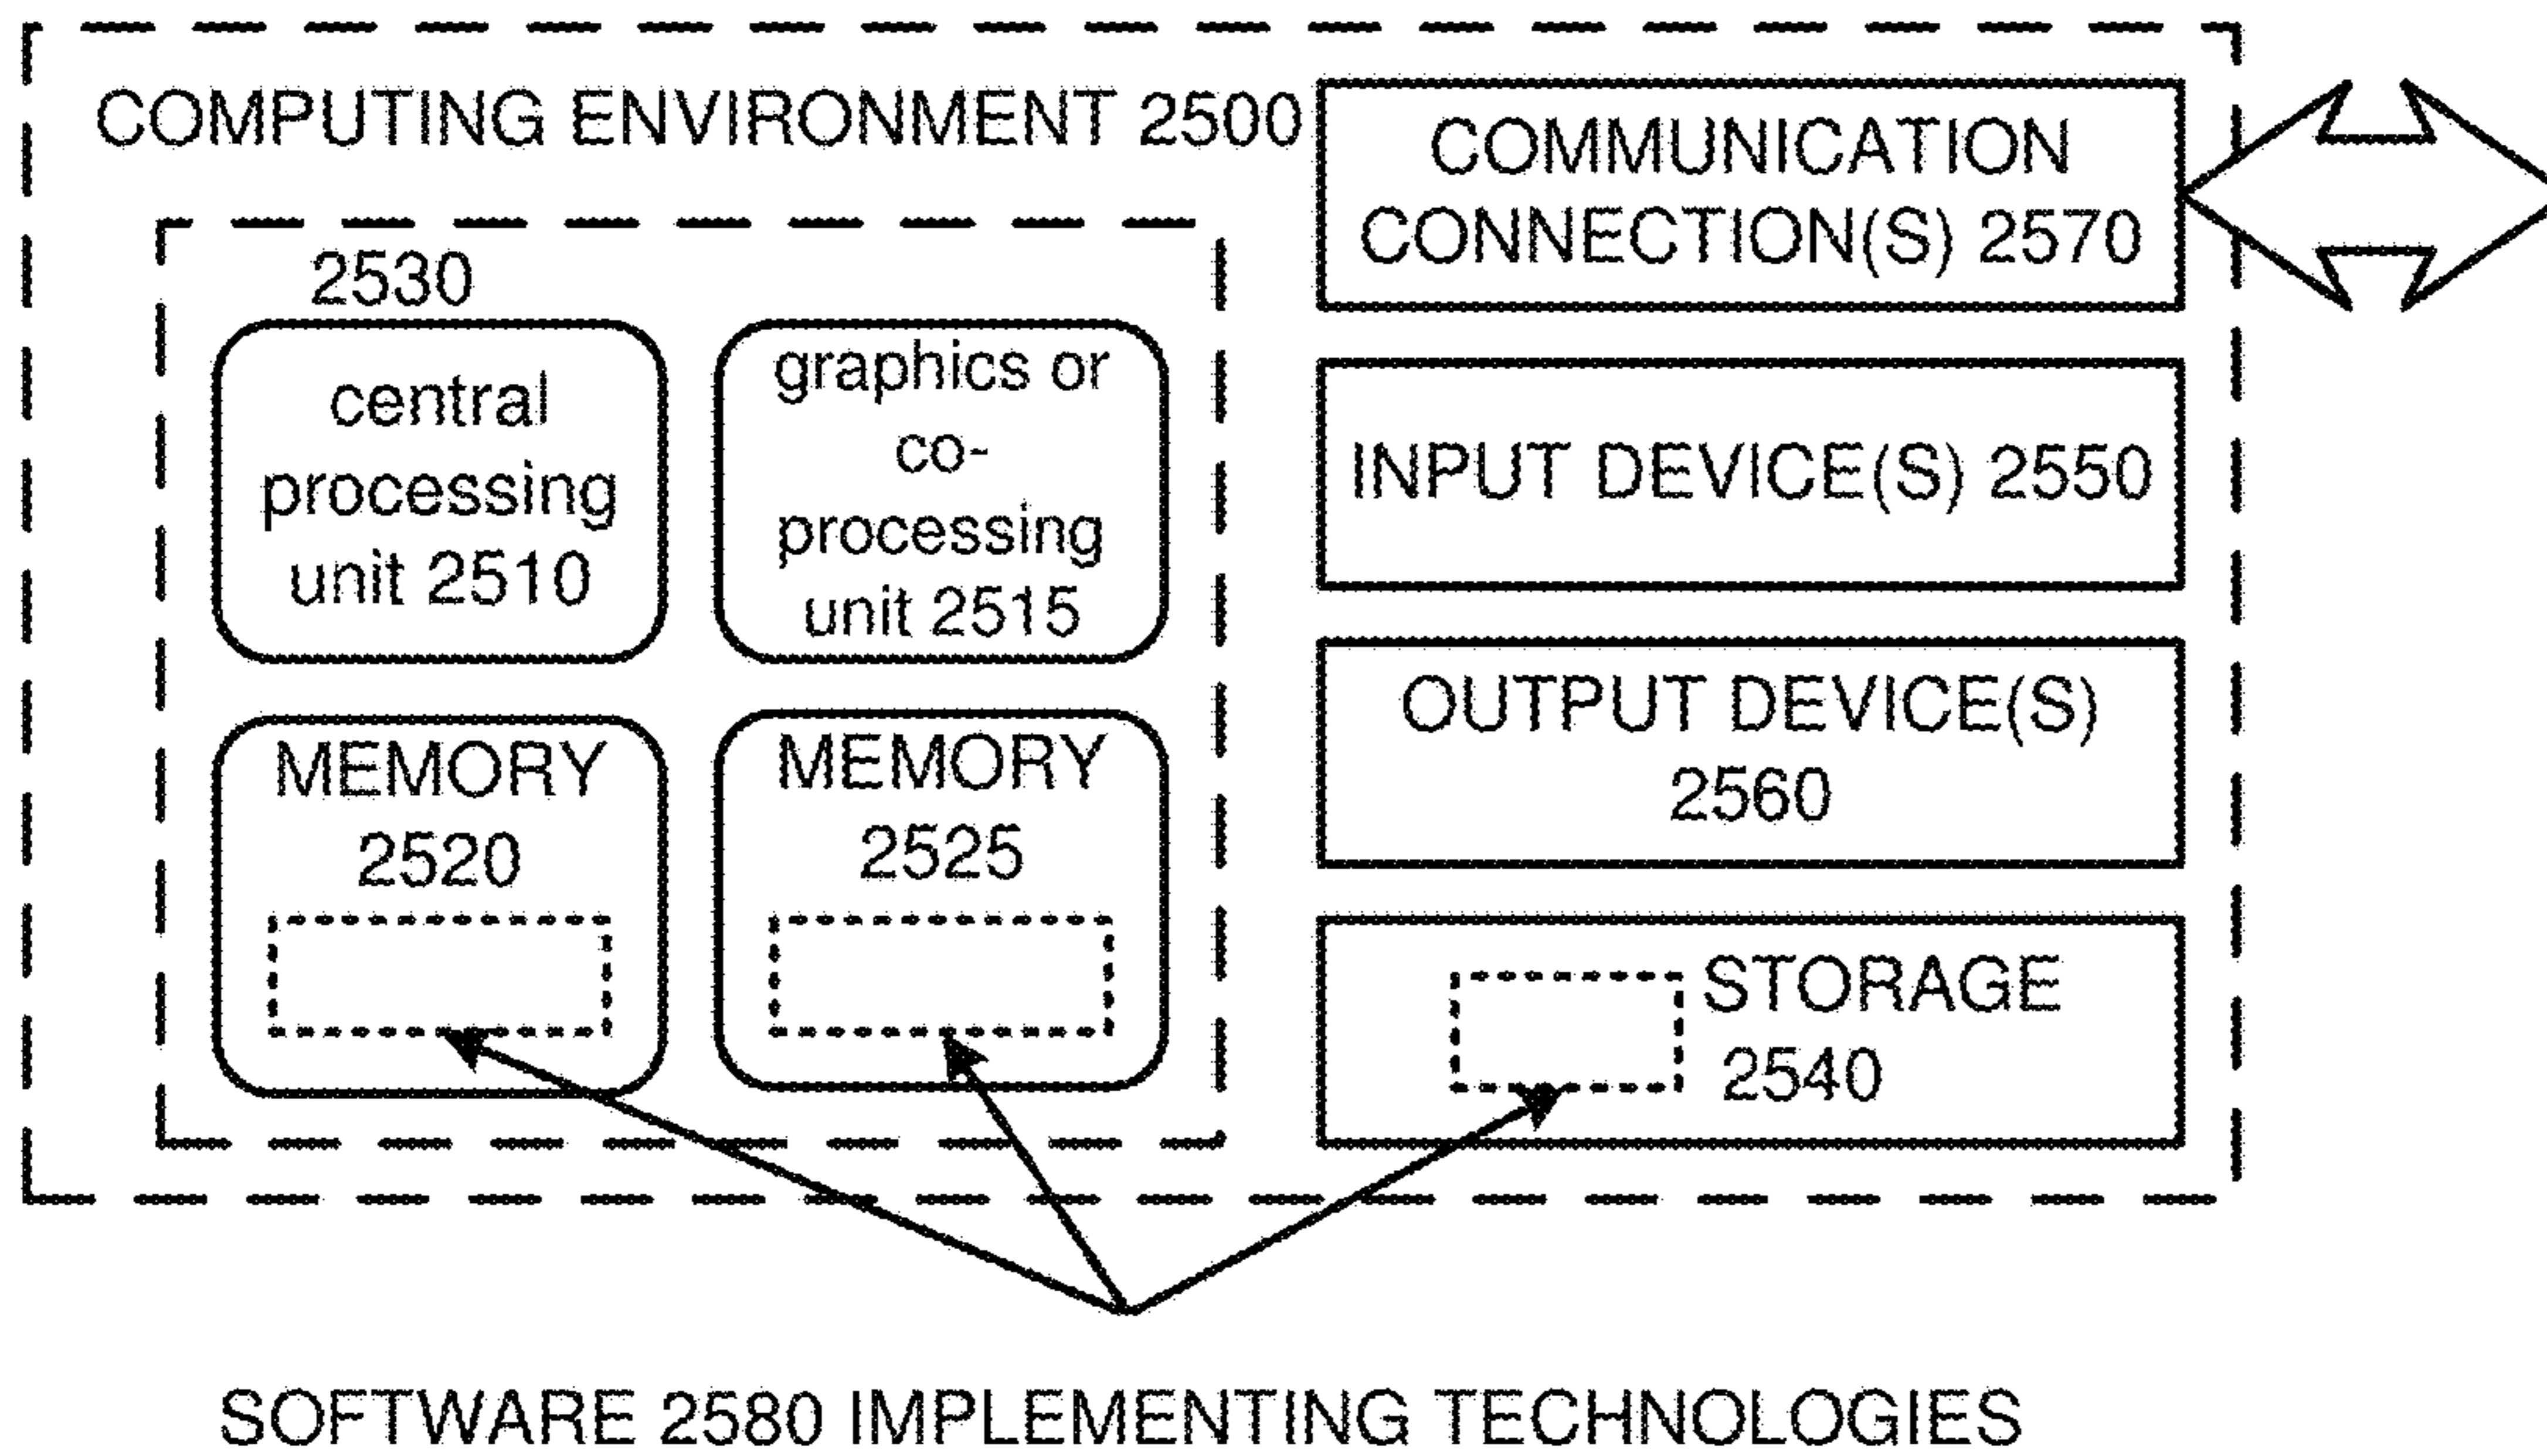 COMPUTING ENVIRONMENT 2500
2530
central
processing
unit 2510
graphics or
co-
processing
unit 2515
MEMORY
2520
MEMORY
2525
COMMUNICATION
CONNECTION(S) 2570
INPUT DEVICE(S) 2550
OUTPUT DEVICE(S)
2560
STORAGE
2540
SOFTWARE 2580 IMPLEMENTING TECHNOLOGIES